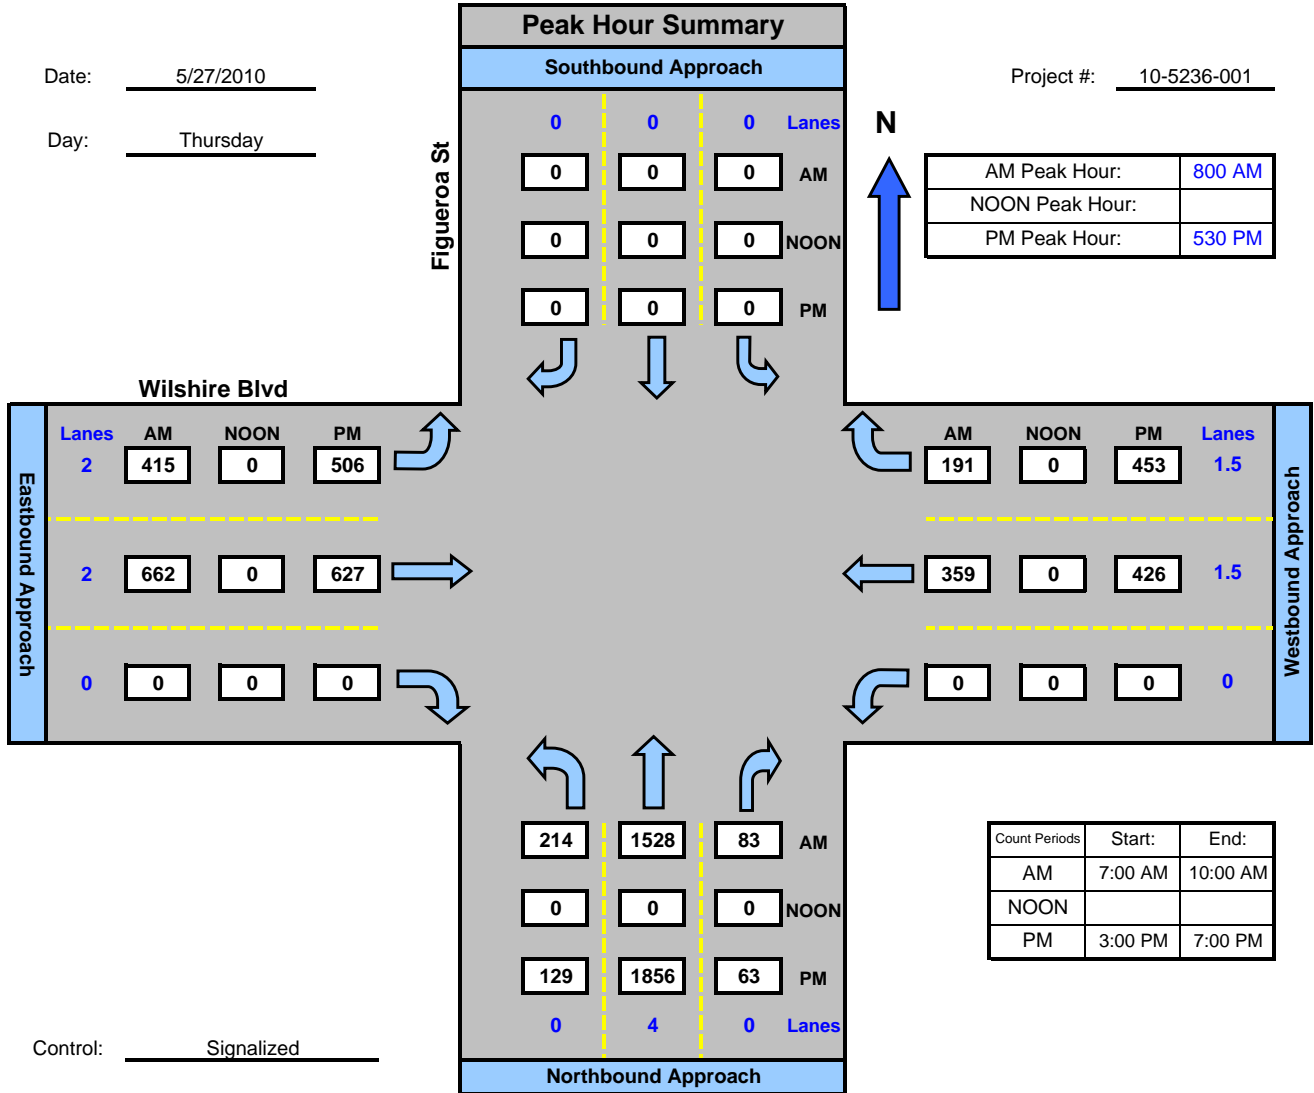 Peak Hour Summary
Southbound Approach
Date: 5/27/2010
Project #: 10-5236-001
Day: Thursday
Figueroa St
0 0 0 Lanes
0 0 0 AM
0 0 0 NOON
0 0 0 PM
N
AM Peak Hour: 800 AM
NOON Peak Hour:
PM Peak Hour: 530 PM
Wilshire Blvd
Eastbound Approach
Lanes AM NOON PM
2 415 0 506
2 662 0 627
0 0 0 0
AM NOON PM Lanes
191 0 453 1.5
359 0 426 1.5
0 0 0 0
Westbound Approach
214 1528 83 AM
0 0 0 NOON
129 1856 63 PM
0 4 0 Lanes
Northbound Approach
Count Periods Start: End:
AM 7:00 AM 10:00 AM
NOON
PM 3:00 PM 7:00 PM
Control: Signalized